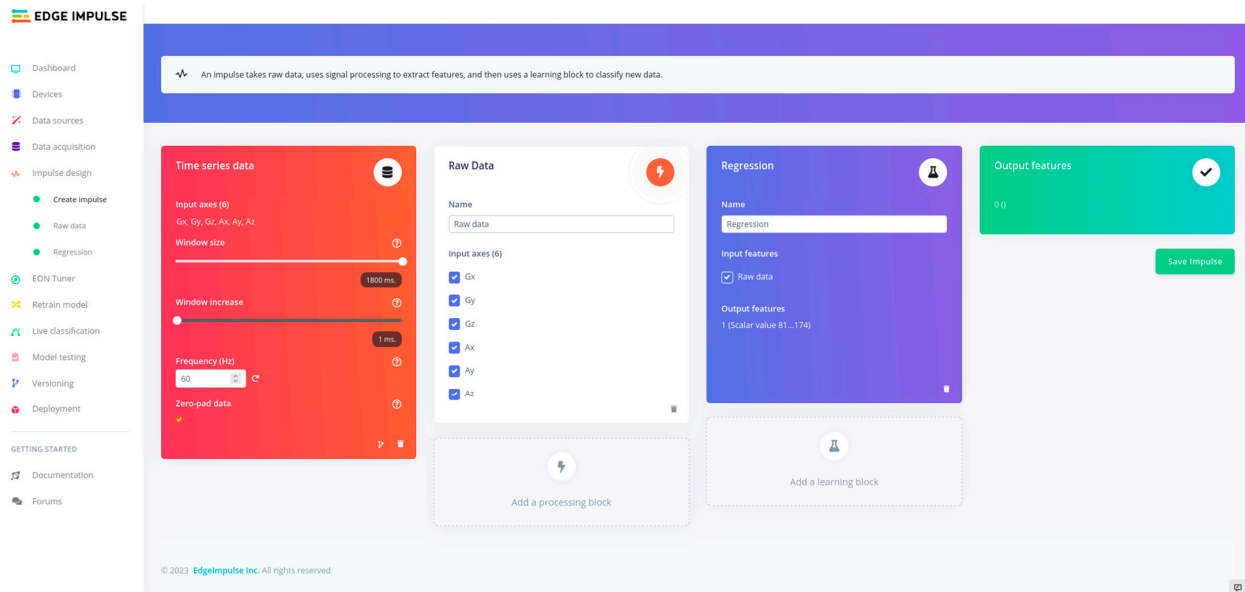 EDGE IMPULSE
Dashboard
Devices
Data sources
Data acquisition
Impulse design
Create impulse
Raw data
Regression
EON Tuner
Retrain model
Live classification
Model testing
Versioning
Deployment
GETTING STARTED
Documentation
Forums
An impulse takes raw data, uses signal processing to extract features, and then uses a learning block to classify new data.
Time series data
Input axes (6)
Gx, Gy, Gz, Ax, Ay, Az
Window size
1800 ms.
Window increase
1 ms.
Frequency (Hz)
60
Zero-pad data
Raw Data
Name
Raw data
Input axes (6)
Gx
Gy
Gz
Ax
Ay
Az
Add a processing block
Regression
Name
Regression
Input features
Raw data
Output features
1 (Scalar value 81...174)
Add a learning block
Output features
0 ()
Save Impulse
© 2023 EdgeImpulse Inc. All rights reserved